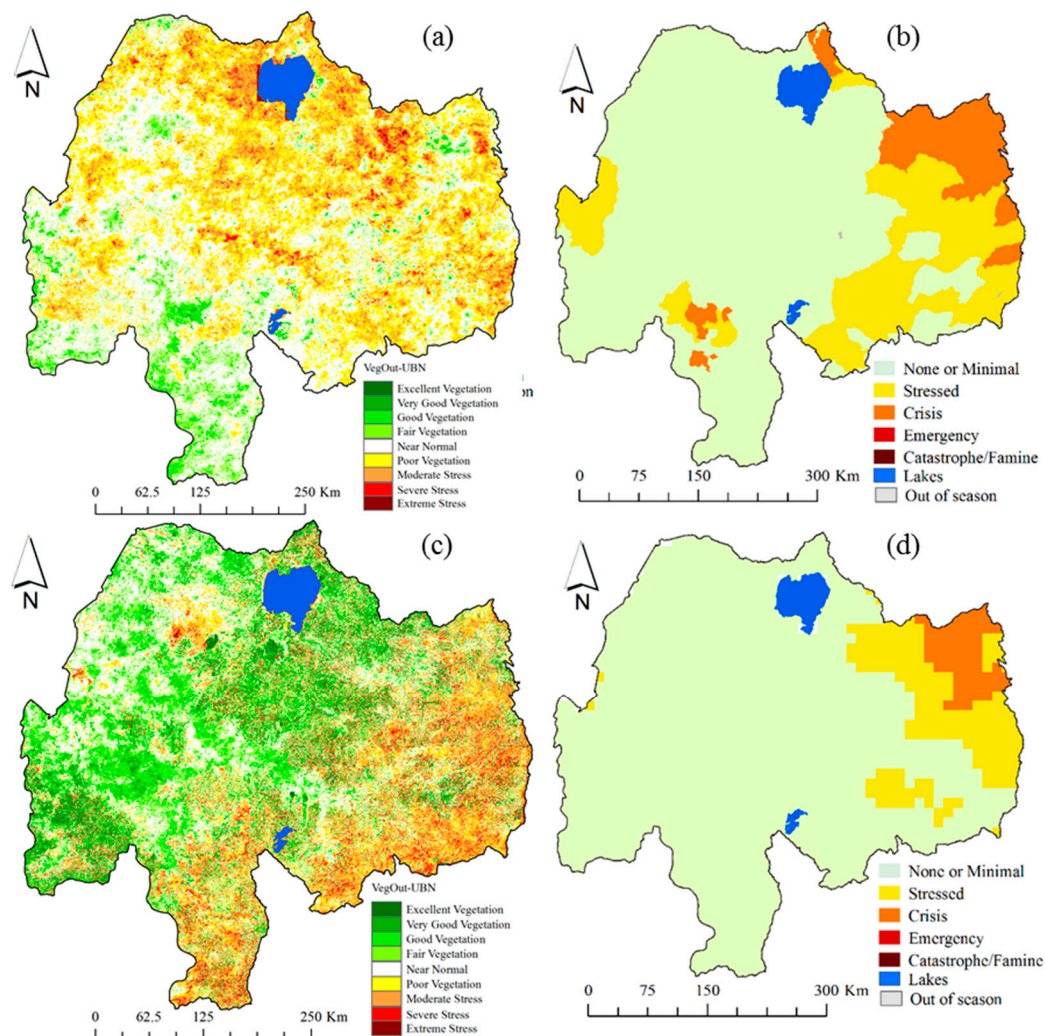 (a)
N
VegOut-UBN
Excellent Vegetation
Very Good Vegetation
Good Vegetation
Fair Vegetation
Near Normal
Poor Vegetation
Moderate Stress
Severe Stress
Extreme Stress
0 62.5 125 250 Km
on
(b)
N
None or Minimal
Stressed
Crisis
Emergency
Catastrophe/Famine
Lakes
Out of season
0 75 150 300 Km
(c)
N
VegOut-UBN
Excellent Vegetation
Very Good Vegetation
Good Vegetation
Fair Vegetation
Near Normal
Poor Vegetation
Moderate Stress
Severe Stress
Extreme Stress
0 62.5 125 250 Km
(d)
N
None or Minimal
Stressed
Crisis
Emergency
Catastrophe/Famine
Lakes
Out of season
0 75 150 300 Km